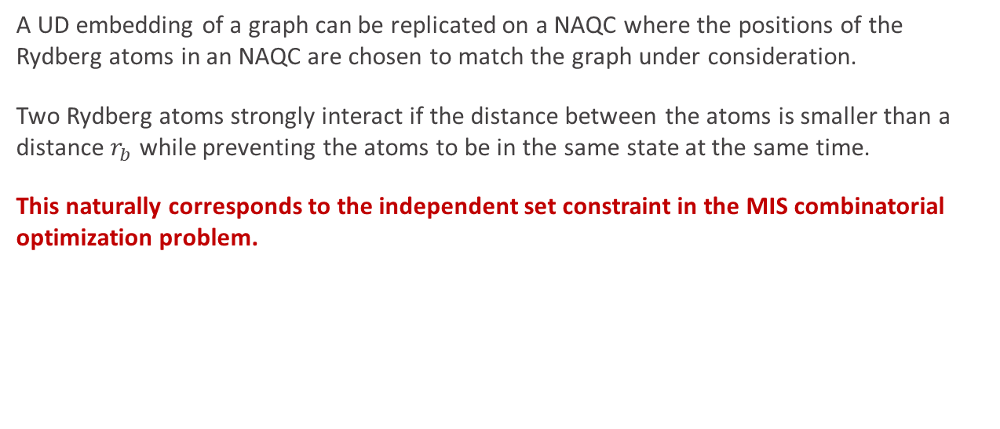 A UD embedding of a graph can be replicated on a NAQC where the positions of the
Rydberg atoms in an NAQC are chosen to match the graph under consideration.
Two Rydberg atoms strongly interact if the distance between the atoms is smaller than a
distance r_b while preventing the atoms to be in the same state at the same time.
This naturally corresponds to the independent set constraint in the MIS combinatorial
optimization problem.